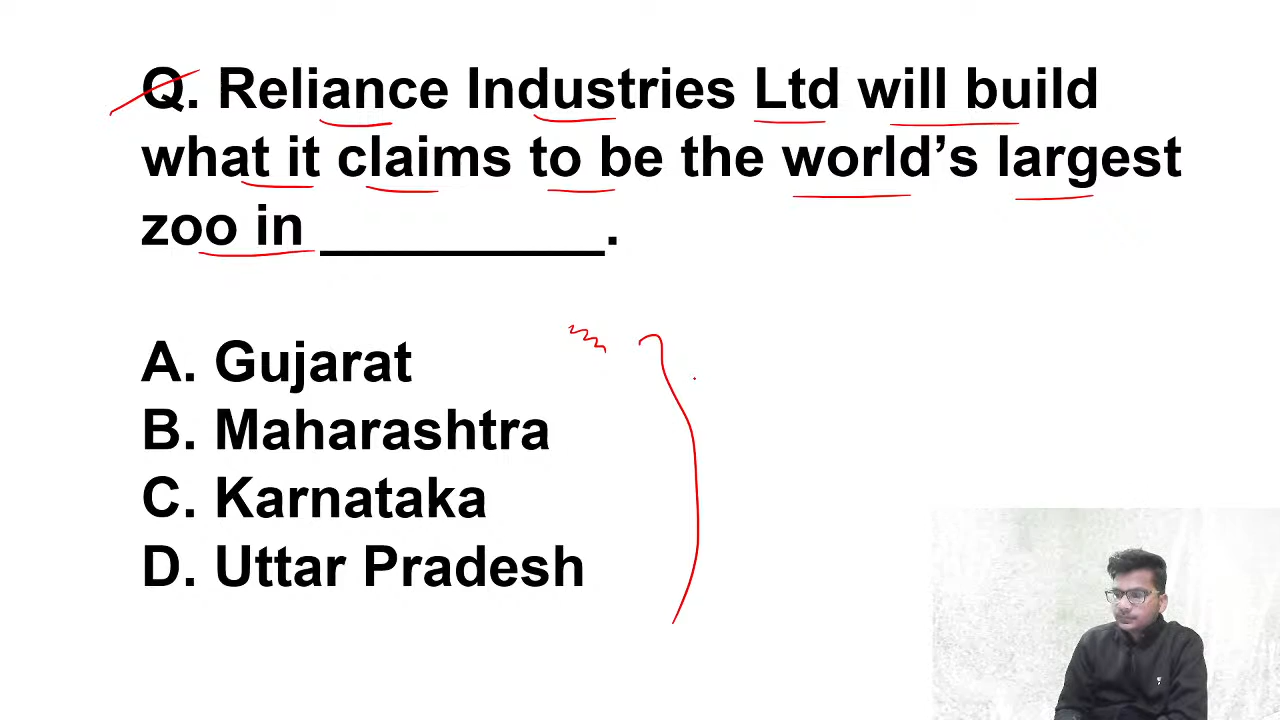 Q. Reliance Industries Ltd will build
what it claims to be the world’s largest
zoo in __________.
A. Gujarat
B. Maharashtra
C. Karnataka
D. Uttar Pradesh